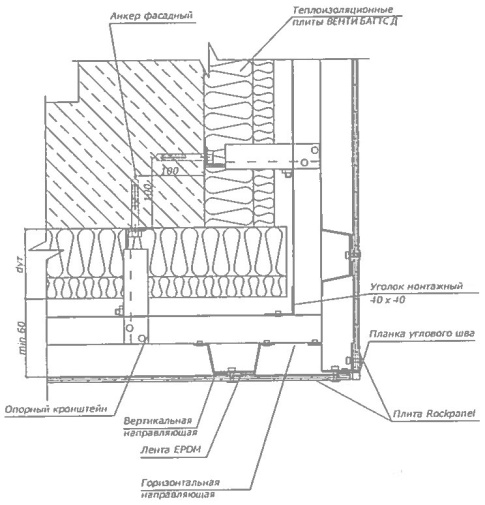 Анкер фасадный
Теплоизоляционные
плиты ВЕНТИ БАТТС Д
100
100
dут
min 60
Уголок монтажный
40 x 40
Планка углового шва
Опорный кронштейн
Плита Rockpanel
Вертикальная
направляющая
Лента EPDM
Горизонтальная
направляющая